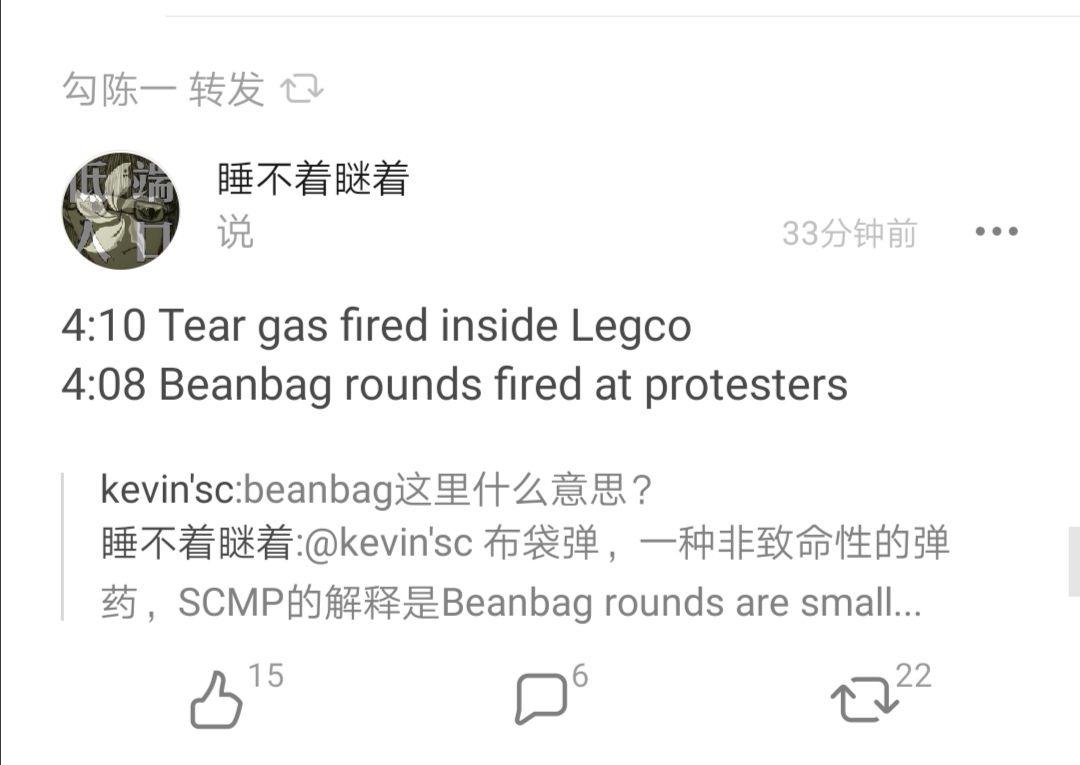 勾陈一 转发
低端
人口
睡不着瞇着
说
33分钟前
4:10 Tear gas fired inside Legco
4:08 Beanbag rounds fired at protesters
kevin'sc:beanbag这里什么意思？
睡不着瞇着:@kevin'sc 布袋弹，一种非致命性的弹
药，SCMP的解释是Beanbag rounds are small...
15
6
22